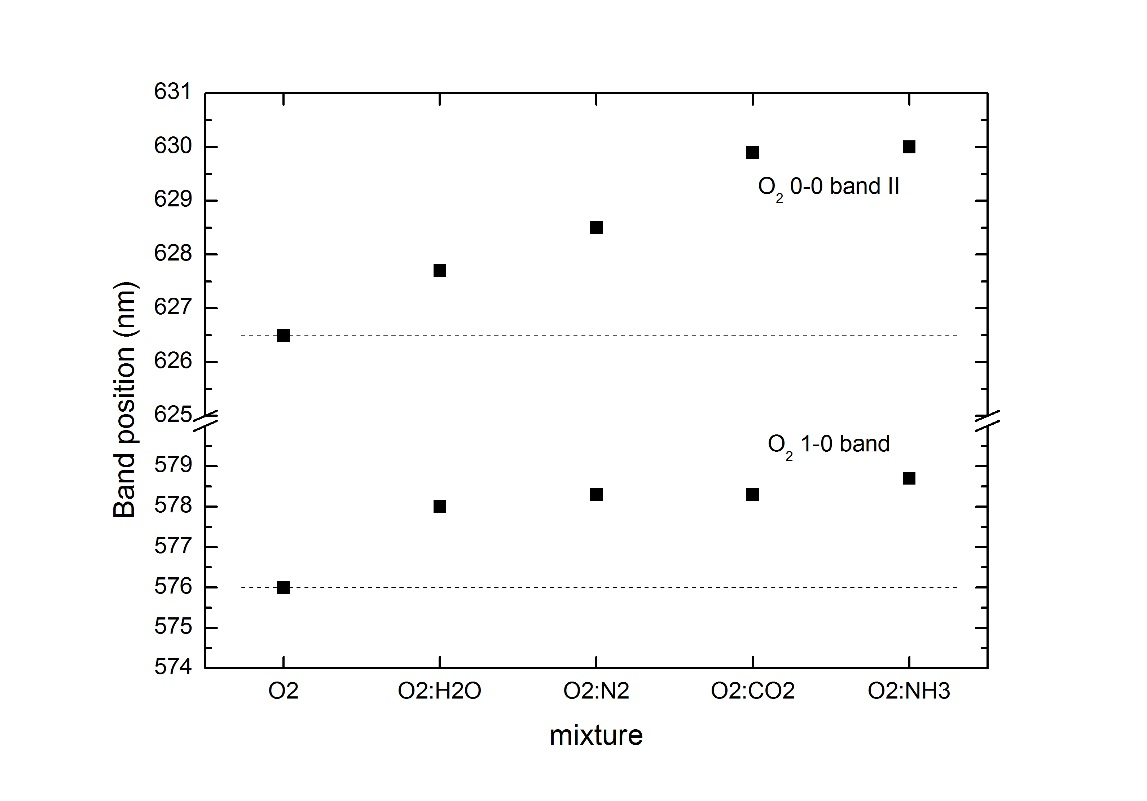 631
630
629
628
627
626
625
579
578
577
576
575
574
Band position (nm)
O₂ 0-0 band II
O₂ 1-0 band
O2 O2:H2O O2:N2 O2:CO2 O2:NH3
mixture